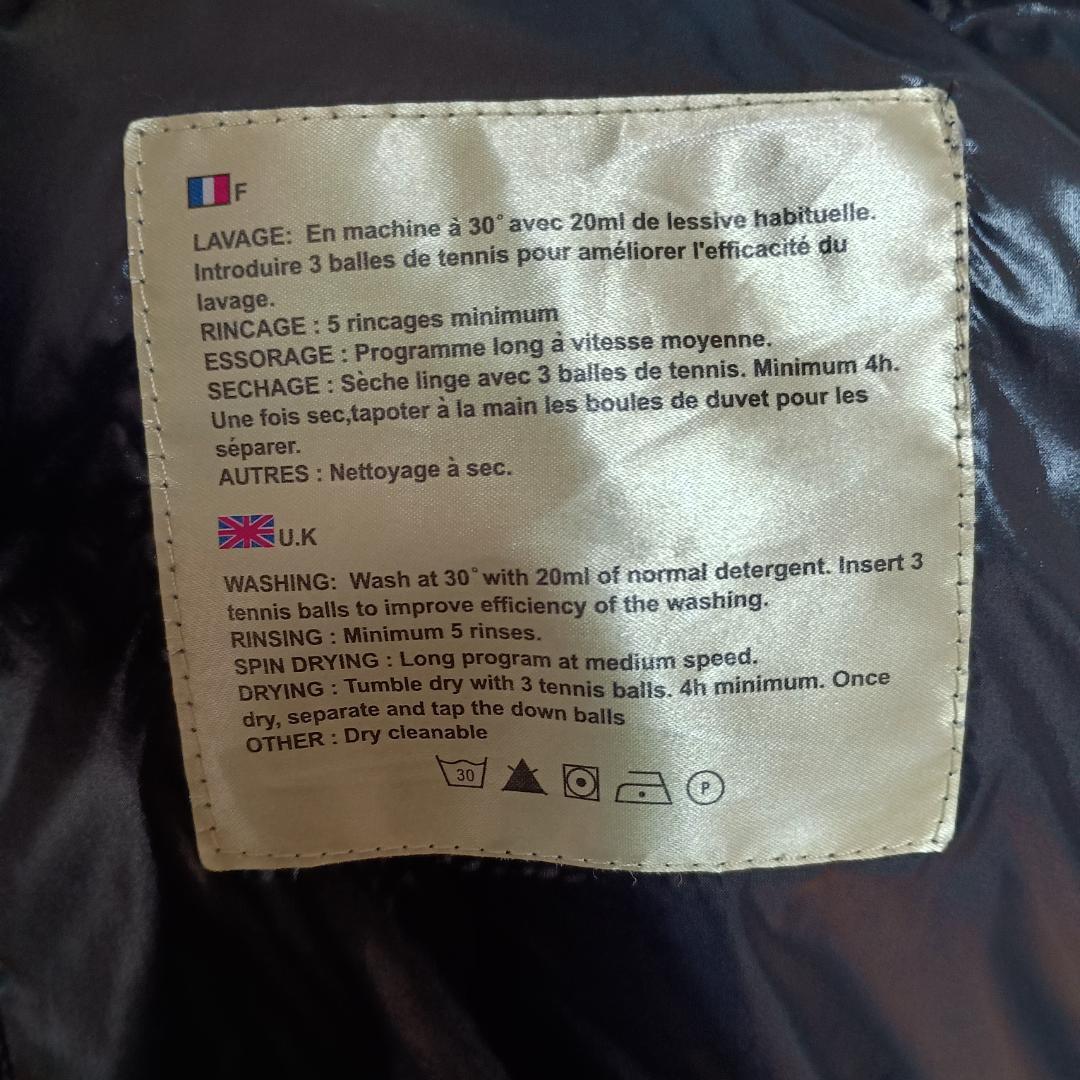 F
LAVAGE: En machine à 30° avec 20ml de lessive habituelle.
Introduire 3 balles de tennis pour améliorer l'efficacité du
lavage.
RINCAGE : 5 rincages minimum
ESSORAGE : Programme long à vitesse moyenne.
SECHAGE : Sèche linge avec 3 balles de tennis. Minimum 4h.
Une fois sec,tapoter à la main les boules de duvet pour les
séparer.
AUTRES : Nettoyage à sec.
U.K
WASHING: Wash at 30° with 20ml of normal detergent. Insert 3
tennis balls to improve efficiency of the washing.
RINSING : Minimum 5 rinses.
SPIN DRYING : Long program at medium speed.
DRYING : Tumble dry with 3 tennis balls. 4h minimum. Once
dry, separate and tap the down balls
OTHER : Dry cleanable
30 P